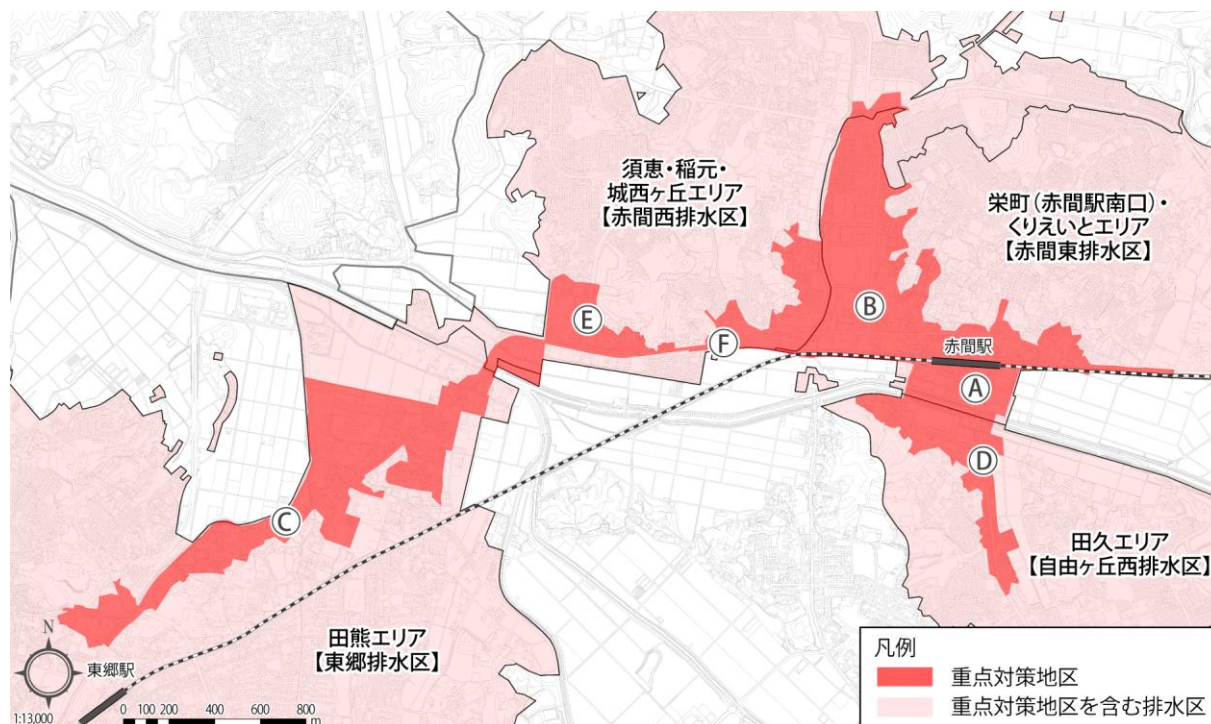 須恵・稲元・
城西ヶ丘エリア
【赤間西排水区】
栄町（赤間駅南口）・
くりえいとエリア
【赤間東排水区】
B
E
F
赤間駅
A
D
C
田久エリア
【自由ヶ丘西排水区】
田熊エリア
【東郷排水区】
N
東郷駅
1:13,000
0 100 200 400 600 800
m
凡例
重点対策地区
重点対策地区を含む排水区